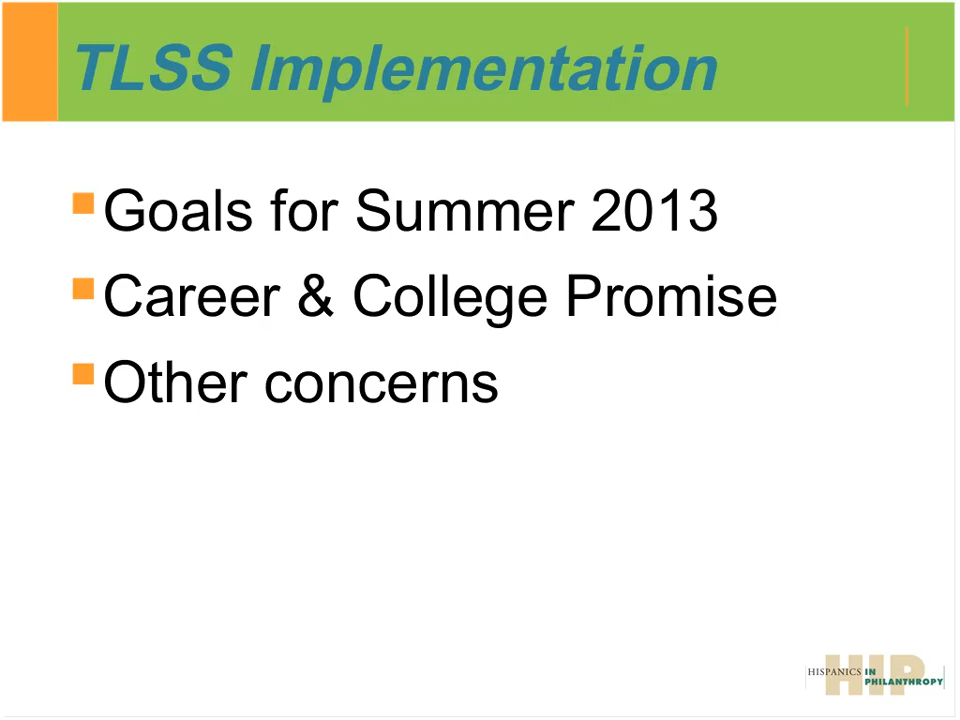 TLSS Implementation
Goals for Summer 2013
Career & College Promise
Other concerns
HIP
HISPANICS IN
PHILANTHROPY